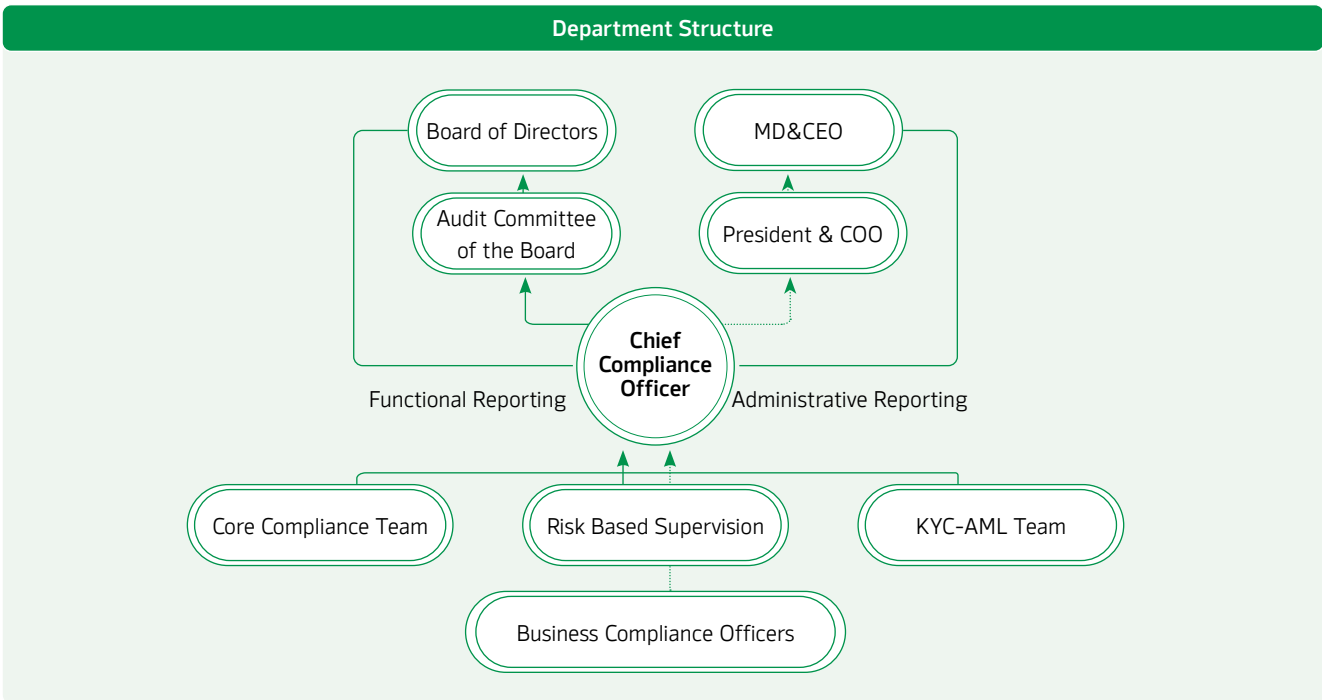 Department Structure
Board of Directors
MD&CEO
Audit Committee
of the Board
President & COO
Chief
Compliance
Officer
Functional Reporting
Administrative Reporting
Core Compliance Team
Risk Based Supervision
KYC-AML Team
Business Compliance Officers